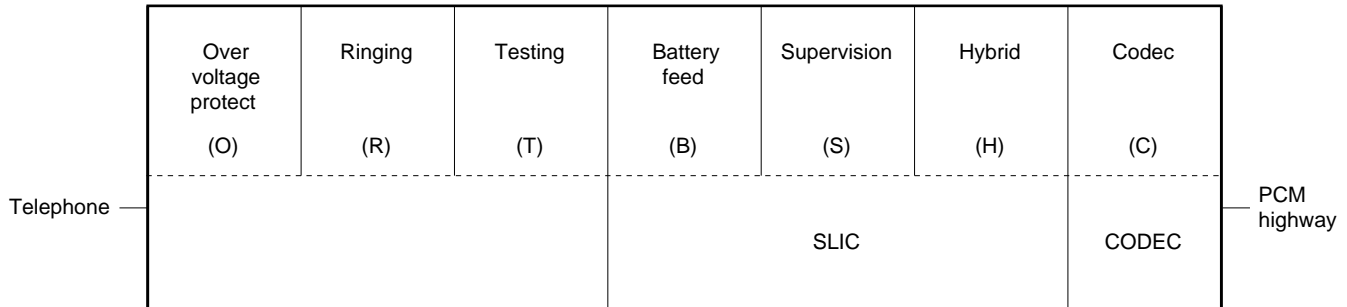 Over
voltage
protect
(O)
Ringing
(R)
Testing
(T)
Battery
feed
(B)
Supervision
(S)
Hybrid
(H)
Codec
(C)
Telephone
SLIC
CODEC
PCM
highway